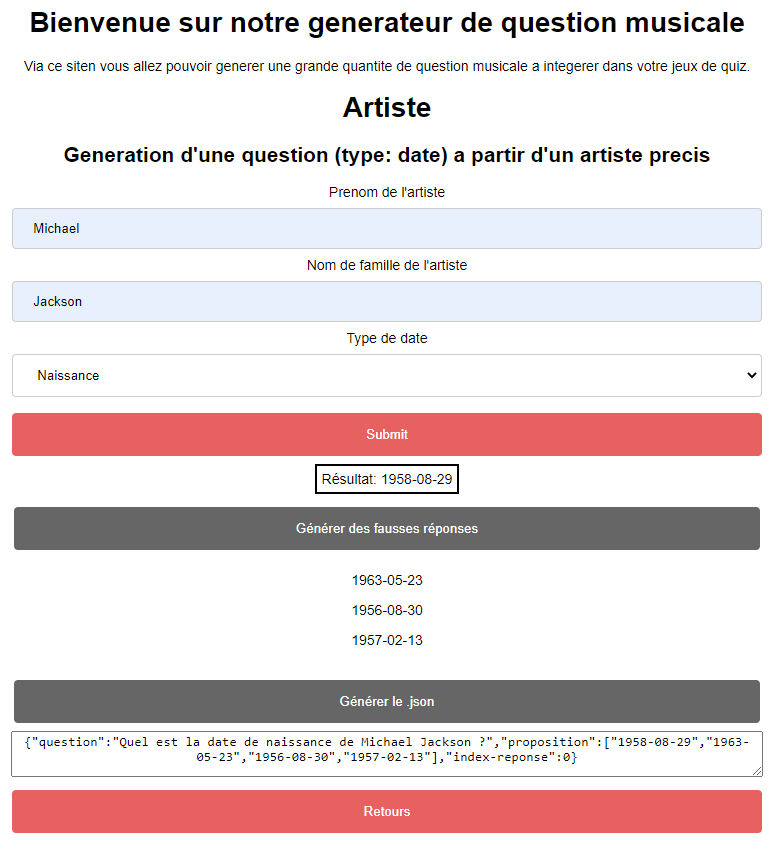 Bienvenue sur notre generateur de question musicale
Via ce siten vous allez pouvoir generer une grande quantite de question musicale a integerer dans votre jeux de quiz.
Artiste
Generation d'une question (type: date) a partir d'un artiste precis
Prenom de l'artiste
Michael
Nom de famille de l'artiste
Jackson
Type de date
Naissance
Submit
Résultat: 1958-08-29
Générer des fausses réponses
1963-05-23
1956-08-30
1957-02-13
Générer le .json
{"question":"Quel est la date de naissance de Michael Jackson ?","proposition":["1958-08-29","1963-
05-23","1956-08-30","1957-02-13"],"index-reponse":0}
Retours